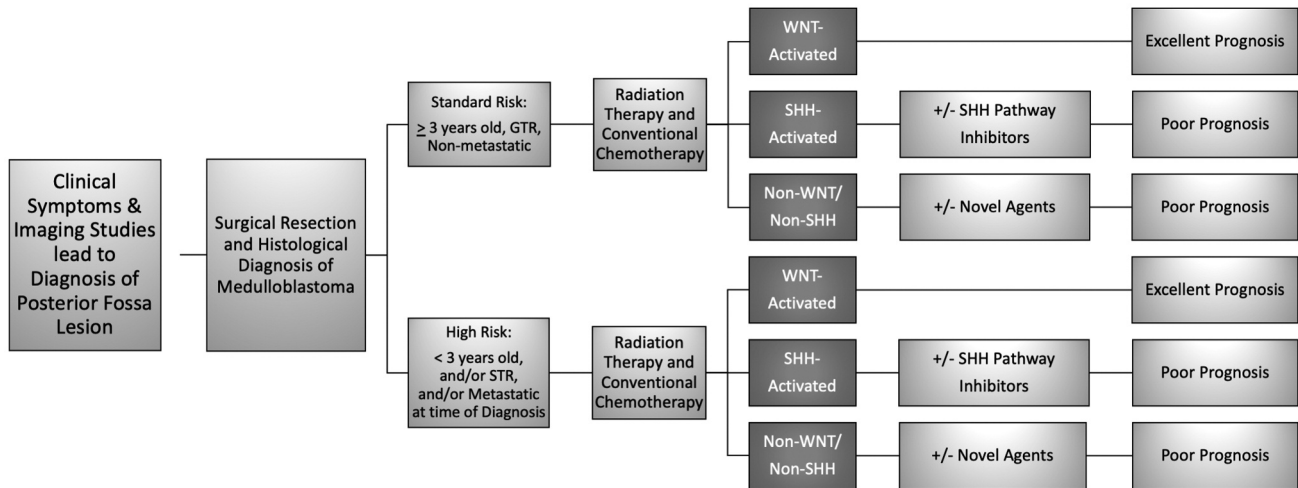 Clinical
Symptoms &
Imaging Studies
lead to
Diagnosis of
Posterior Fossa
Lesion
Surgical Resection
and Histological
Diagnosis of
Medulloblastoma
Standard Risk:
≥ 3 years old, GTR,
Non-metastatic
Radiation
Therapy and
Conventional
Chemotherapy
WNT-
Activated
Excellent Prognosis
SHH-
Activated
+/- SHH Pathway
Inhibitors
Poor Prognosis
Non-WNT/
Non-SHH
+/- Novel Agents
Poor Prognosis
High Risk:
< 3 years old,
and/or STR,
and/or Metastatic
at time of Diagnosis
Radiation
Therapy and
Conventional
Chemotherapy
WNT-
Activated
Excellent Prognosis
SHH-
Activated
+/- SHH Pathway
Inhibitors
Poor Prognosis
Non-WNT/
Non-SHH
+/- Novel Agents
Poor Prognosis